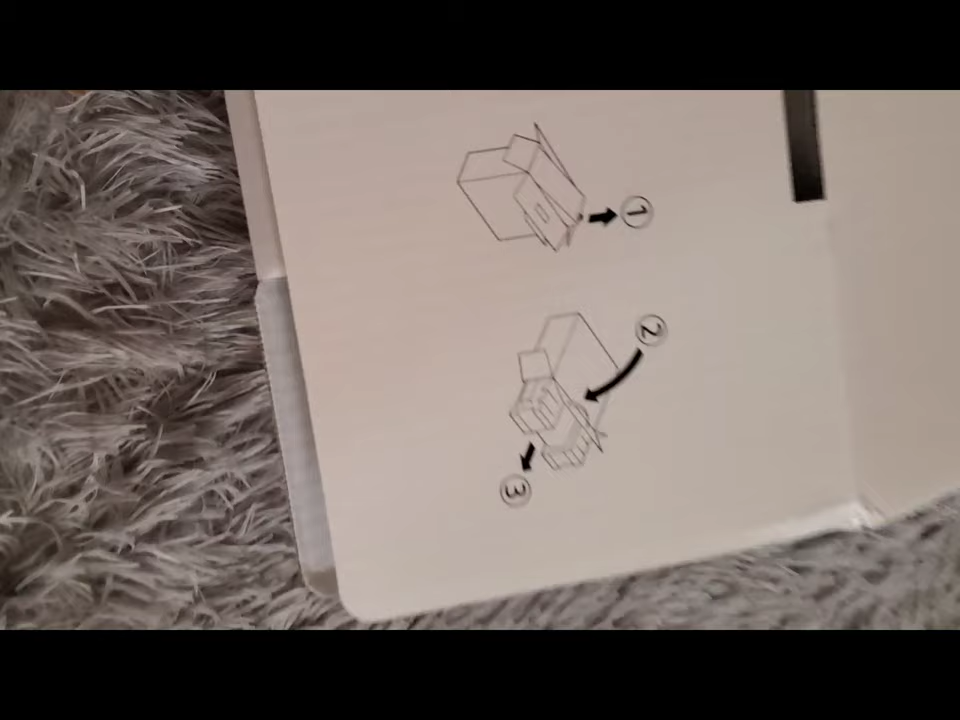 ①
②
③